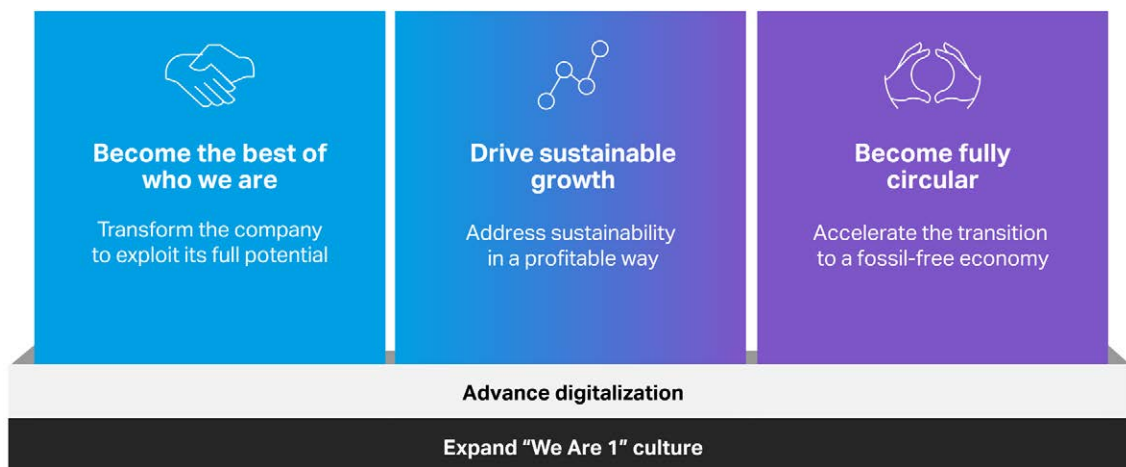 Become the best of
who we are
Transform the company
to exploit its full potential
Drive sustainable
growth
Address sustainability
in a profitable way
Become fully
circular
Accelerate the transition
to a fossil-free economy
Advance digitalization
Expand “We Are 1” culture